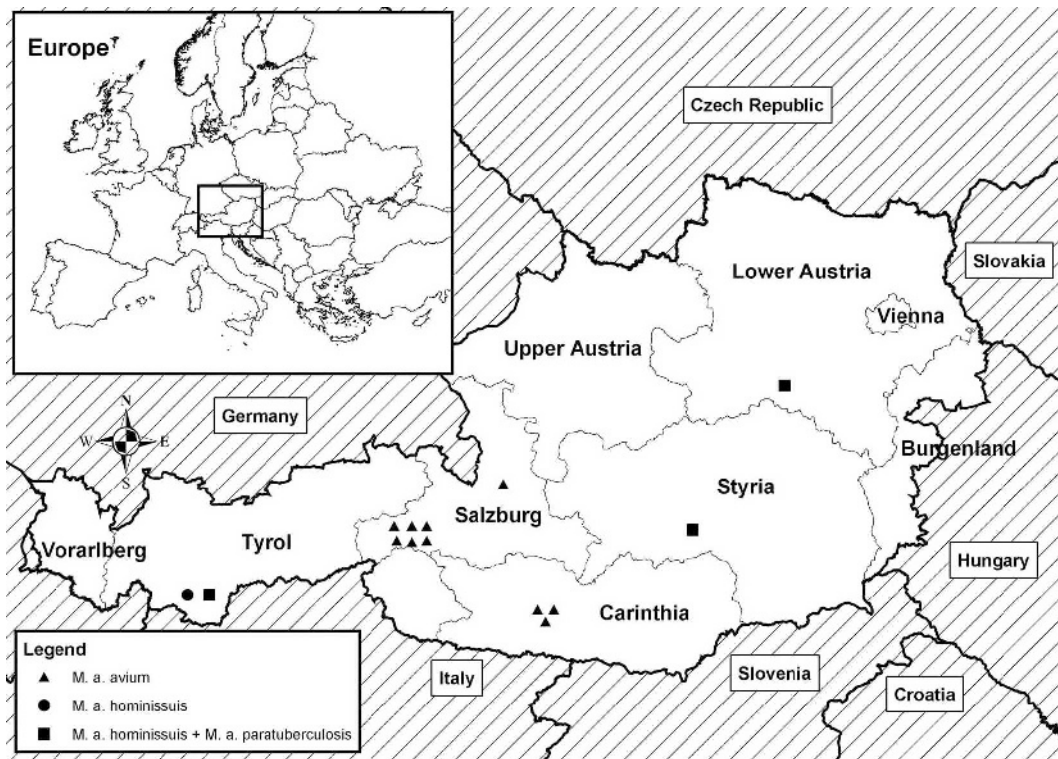 Europe
Czech Republic
Slovakia
Lower Austria
Vienna
Upper Austria
Germany
N
W
E
S
Burgenland
Styria
Salzburg
Vorarlberg
Tyrol
Hungary
Carinthia
Italy
Slovenia
Croatia
Legend
M. a. avium
M. a. hominissuis
M. a. hominissuis + M. a. paratuberculosis